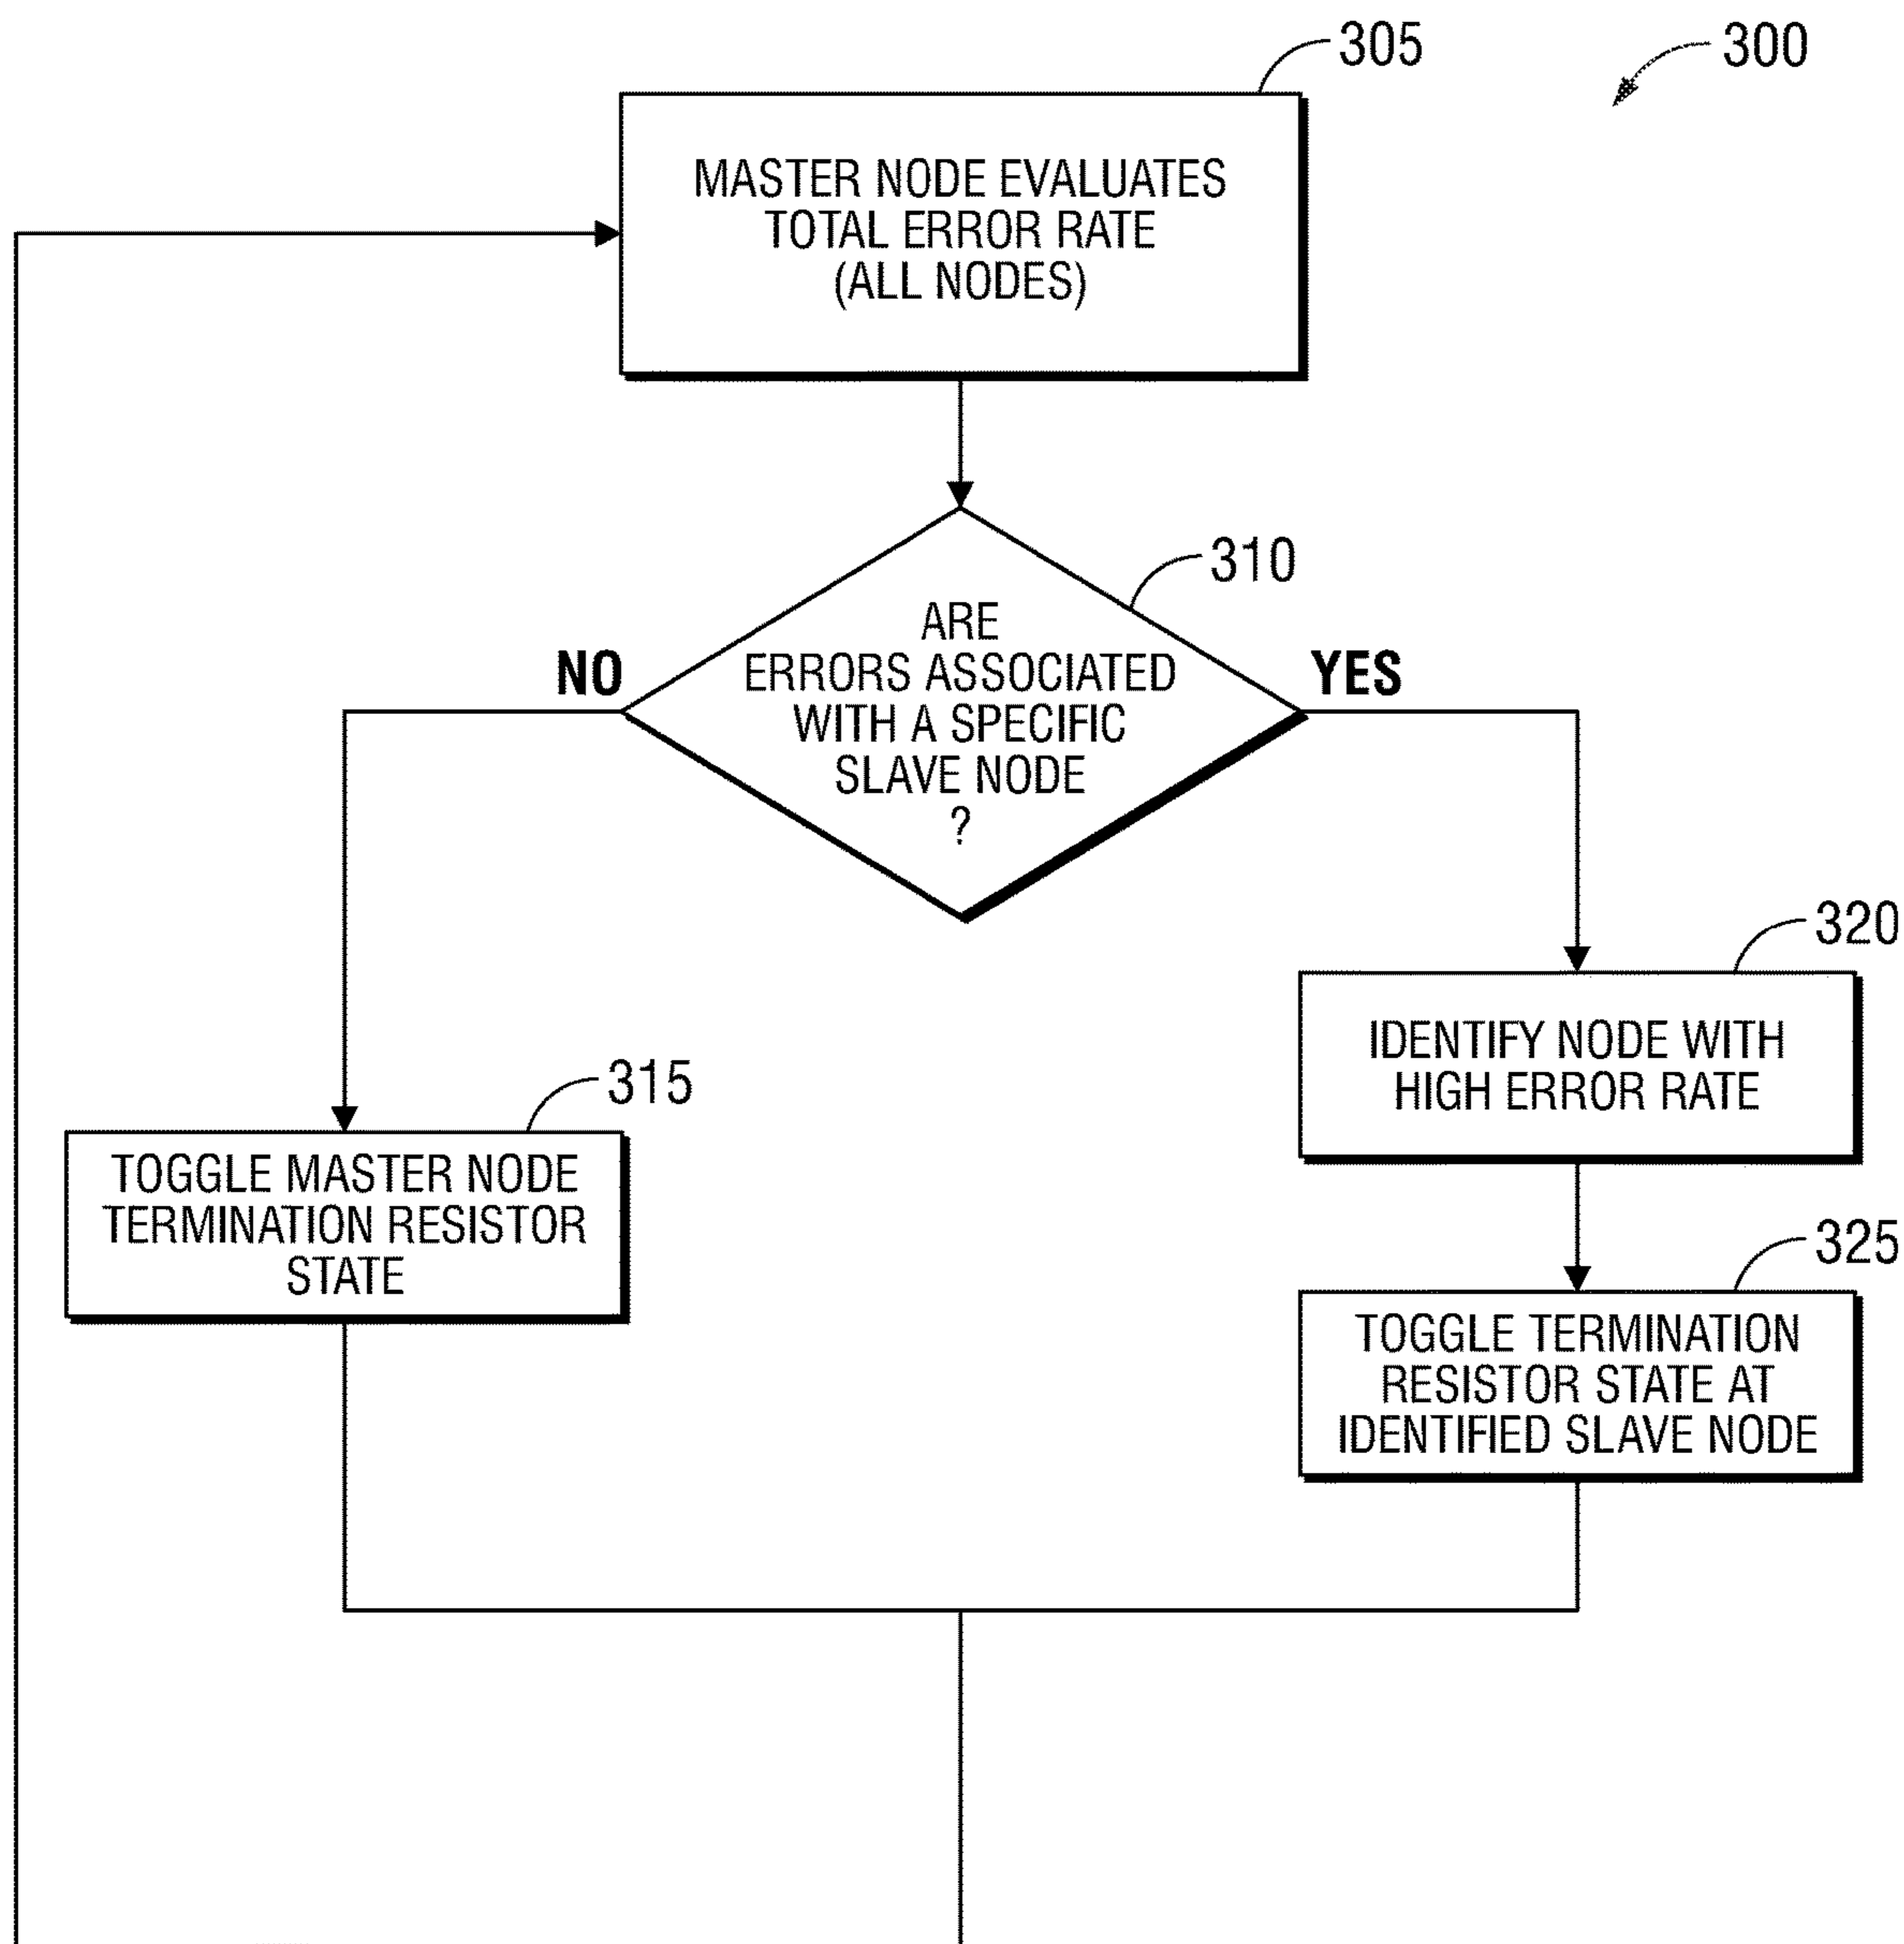 305
300
MASTER NODE EVALUATES
TOTAL ERROR RATE
(ALL NODES)
310
ARE
ERRORS ASSOCIATED
WITH A SPECIFIC
SLAVE NODE
?
NO
YES
320
IDENTIFY NODE WITH
HIGH ERROR RATE
315
TOGGLE MASTER NODE
TERMINATION RESISTOR
STATE
325
TOGGLE TERMINATION
RESISTOR STATE AT
IDENTIFIED SLAVE NODE